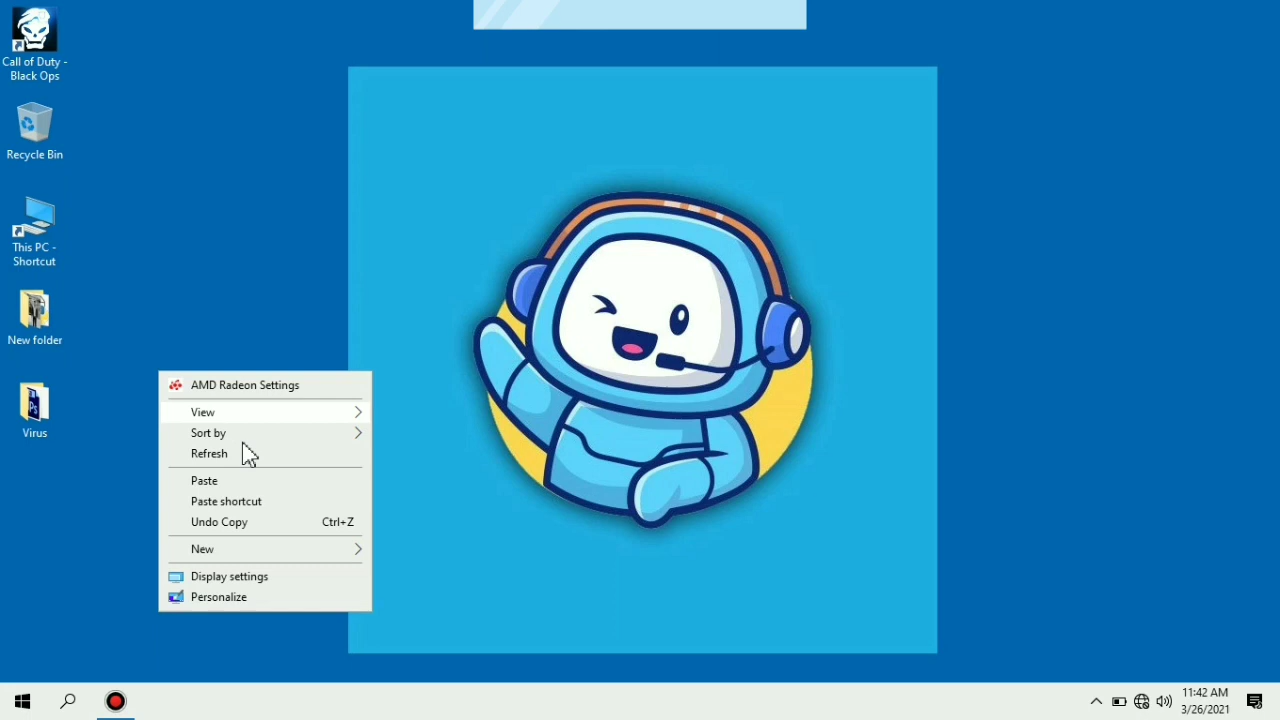 Call of Duty -
Black Ops
Recycle Bin
This PC -
Shortcut
New folder
Ps
Virus
AMD Radeon Settings
View
Sort by
Refresh
Paste
Paste shortcut
Undo Copy Ctrl+Z
New
Display settings
Personalize
11:42 AM
3/26/2021